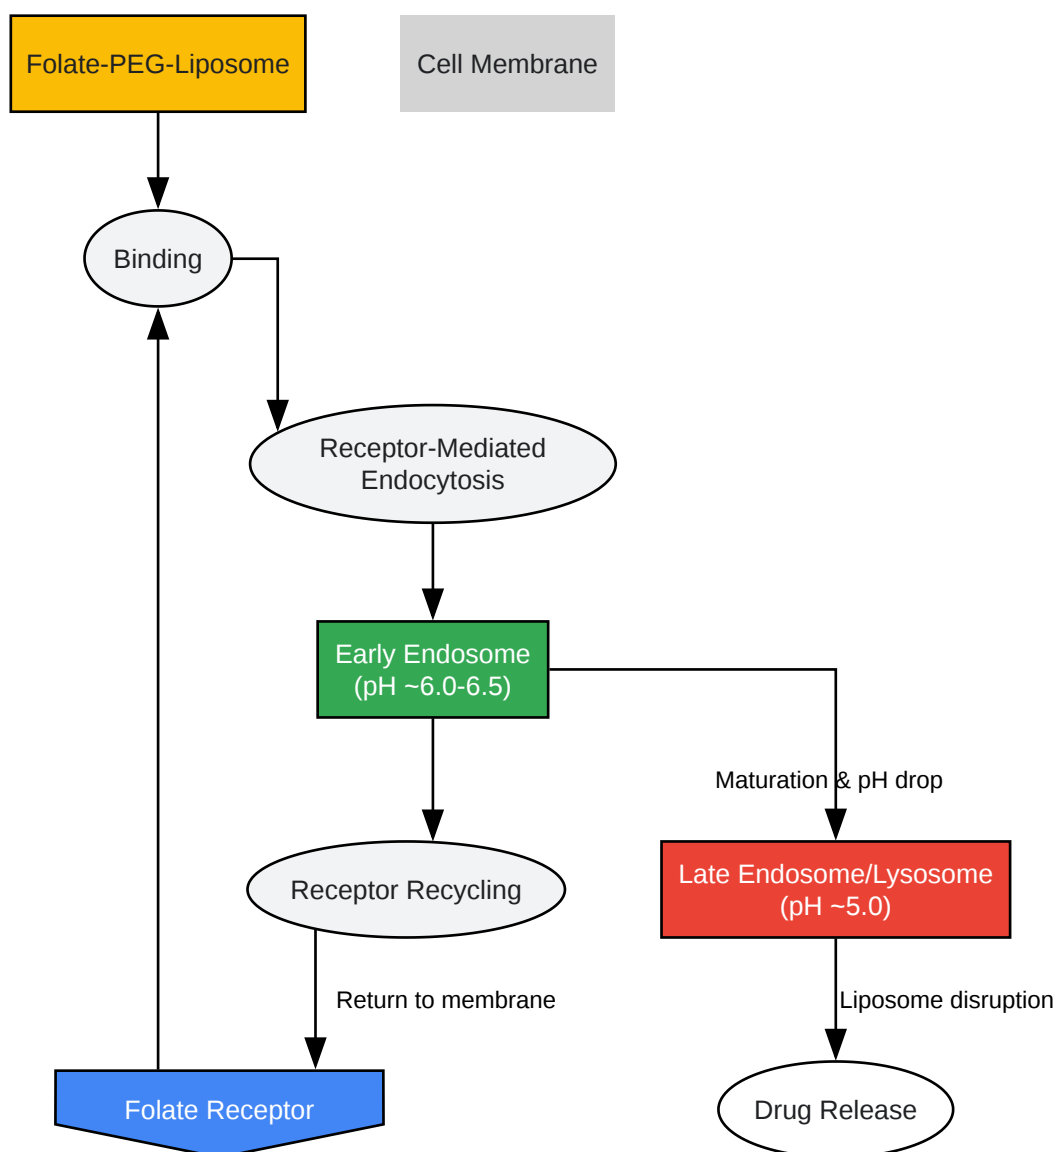 Folate-PEG-Liposome
Cell Membrane
Binding
Receptor-Mediated
Endocytosis
Early Endosome
(pH ~6.0-6.5)
Maturation & pH drop
Receptor Recycling
Late Endosome/Lysosome
(pH ~5.0)
Return to membrane
Liposome disruption
Folate Receptor
Drug Release